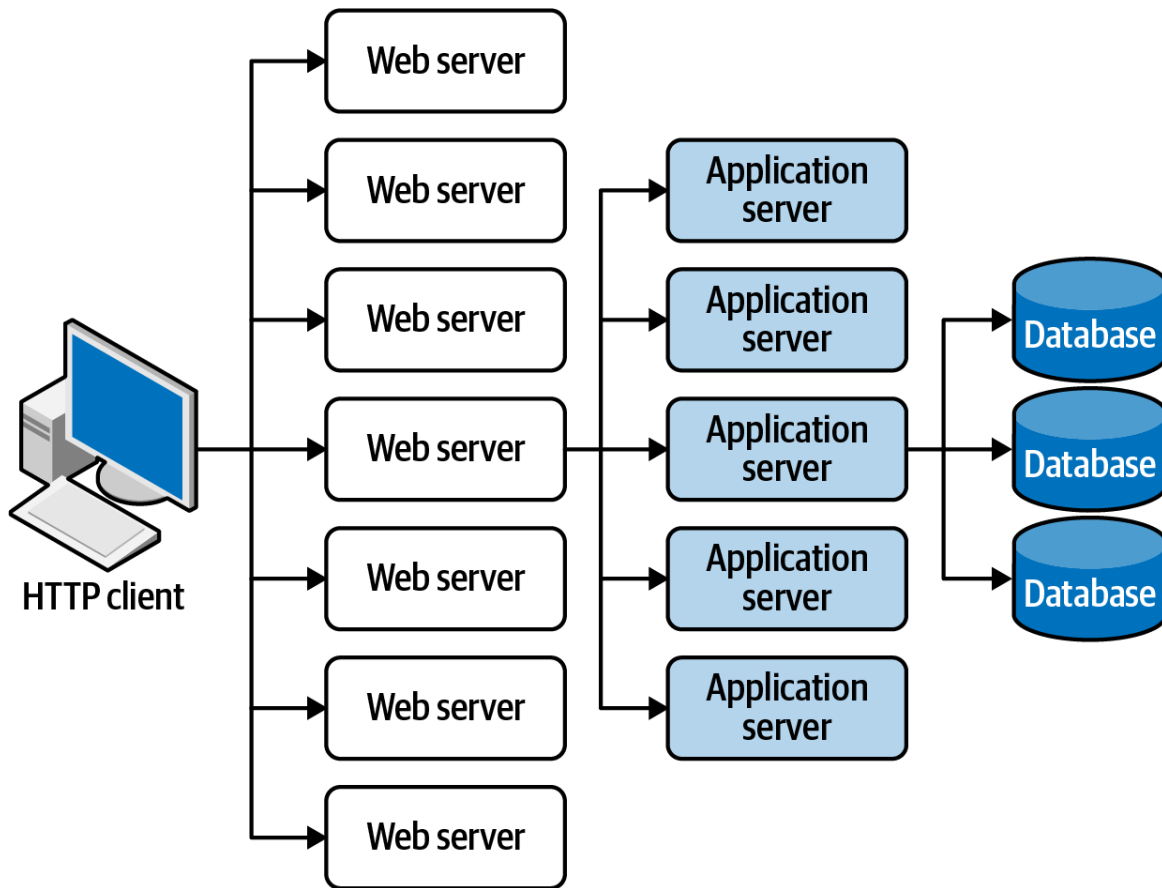 Web server
Web server
Web server
Web server
Web server
Web server
Web server
Application
server
Application
server
Application
server
Application
server
Application
server
Database
Database
Database
HTTP client